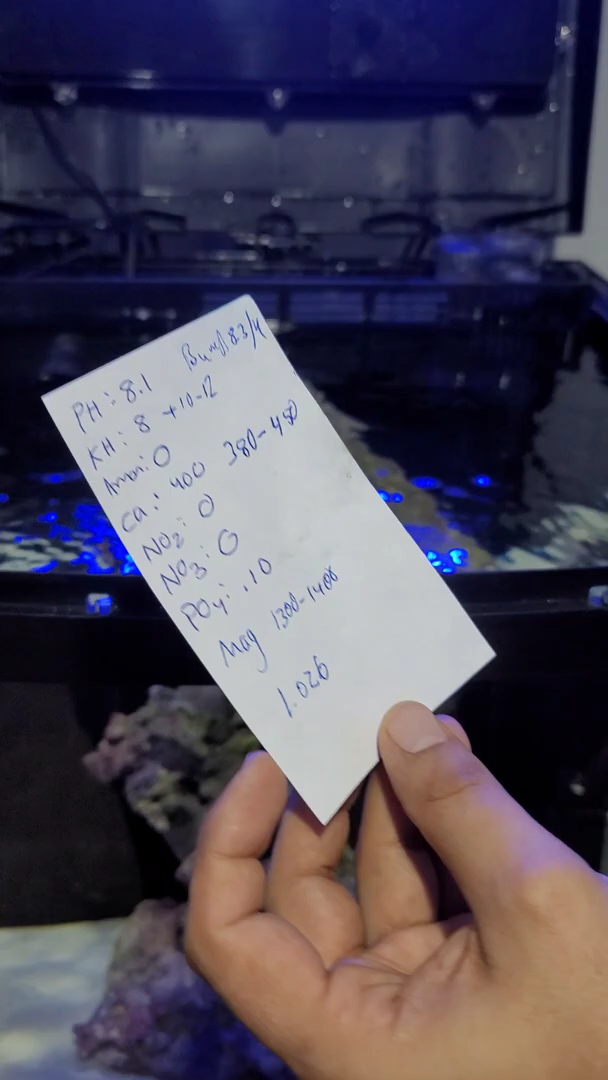 PH: 8.1 Bump 8.3/4
KH: 8 → 10-12
Amon: 0
Ca: 400 380-450
NO2: 0
NO3: 0
PO4: .10
Mag 1300-1400
1.026